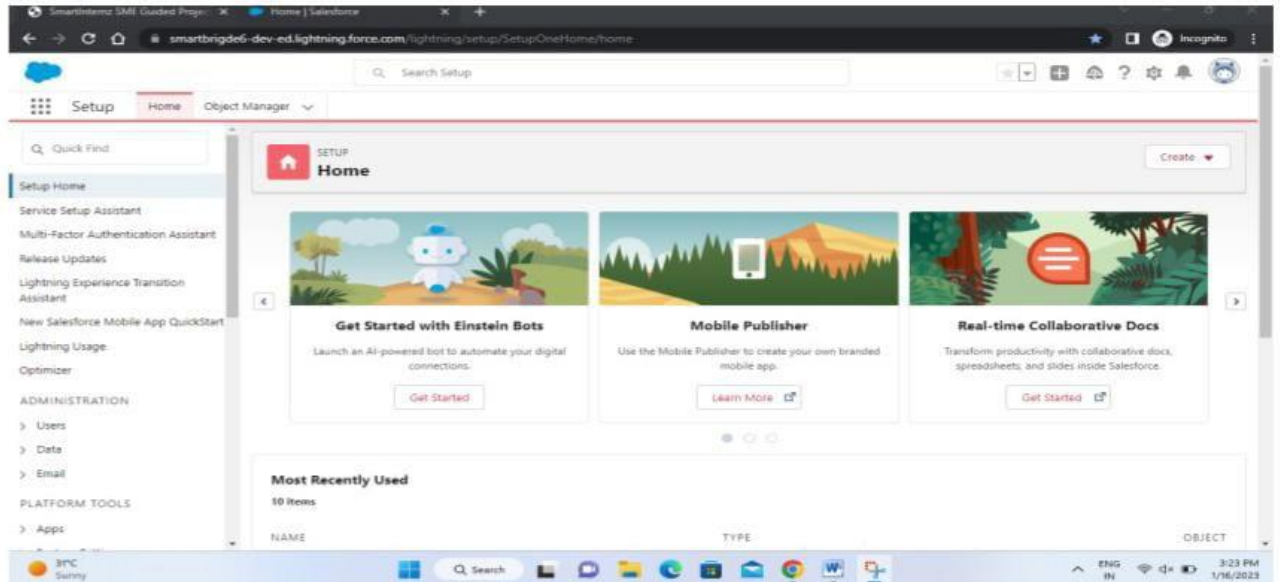 SmartInternz SME Guided Projec
Home | Salesforce
smartbrigde6-dev-ed.lightning.force.com/lightning/setup/SetupOneHome/home
Incognito
Search Setup
Setup
Home
Object Manager
Quick Find
Setup Home
Service Setup Assistant
Multi-Factor Authentication Assistant
Release Updates
Lightning Experience Transition
Assistant
New Salesforce Mobile App QuickStart
Lightning Usage
Optimizer
ADMINISTRATION
Users
Data
Email
PLATFORM TOOLS
Apps
SETUP
Home
Create
Get Started with Einstein Bots
Launch an AI-powered bot to automate your digital
connections.
Get Started
Mobile Publisher
Use the Mobile Publisher to create your own branded
mobile app.
Learn More
Real-time Collaborative Docs
Transform productivity with collaborative docs,
spreadsheets, and slides inside Salesforce.
Get Started
Most Recently Used
10 items
NAME
TYPE
OBJECT
31°C
Sunny
Search
ENG
IN
3:23 PM
1/16/2023